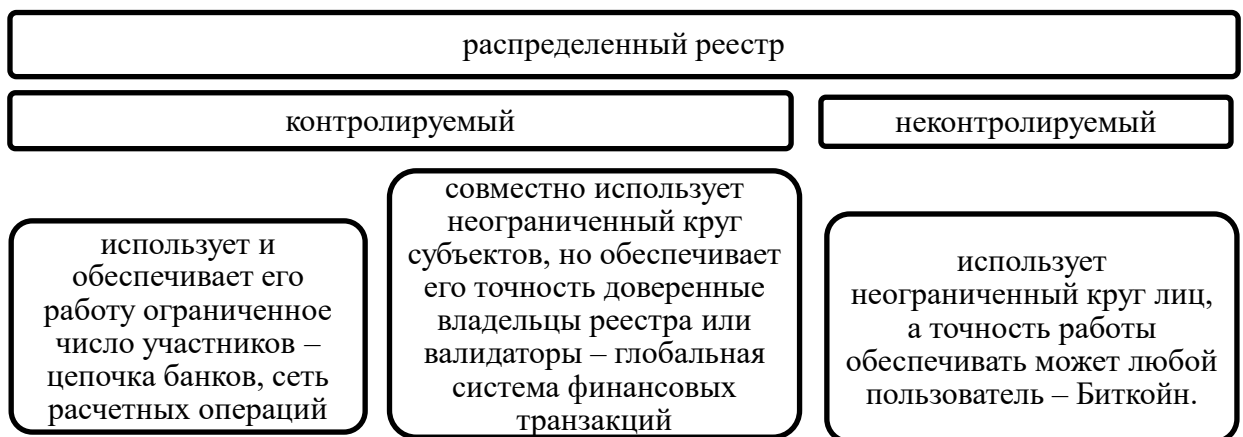 распределенный реестр
контролируемый
неконтролируемый
использует и
обеспечивает его
работу ограниченное
число участников –
цепочка банков, сеть
расчетных операций
совместно использует
неограниченный круг
субъектов, но обеспечивает
его точность доверенные
владельцы реестра или
валидаторы – глобальная
система финансовых
транзакций
использует
неограниченный круг лиц,
а точность работы
обеспечивать может любой
пользователь – Биткойн.